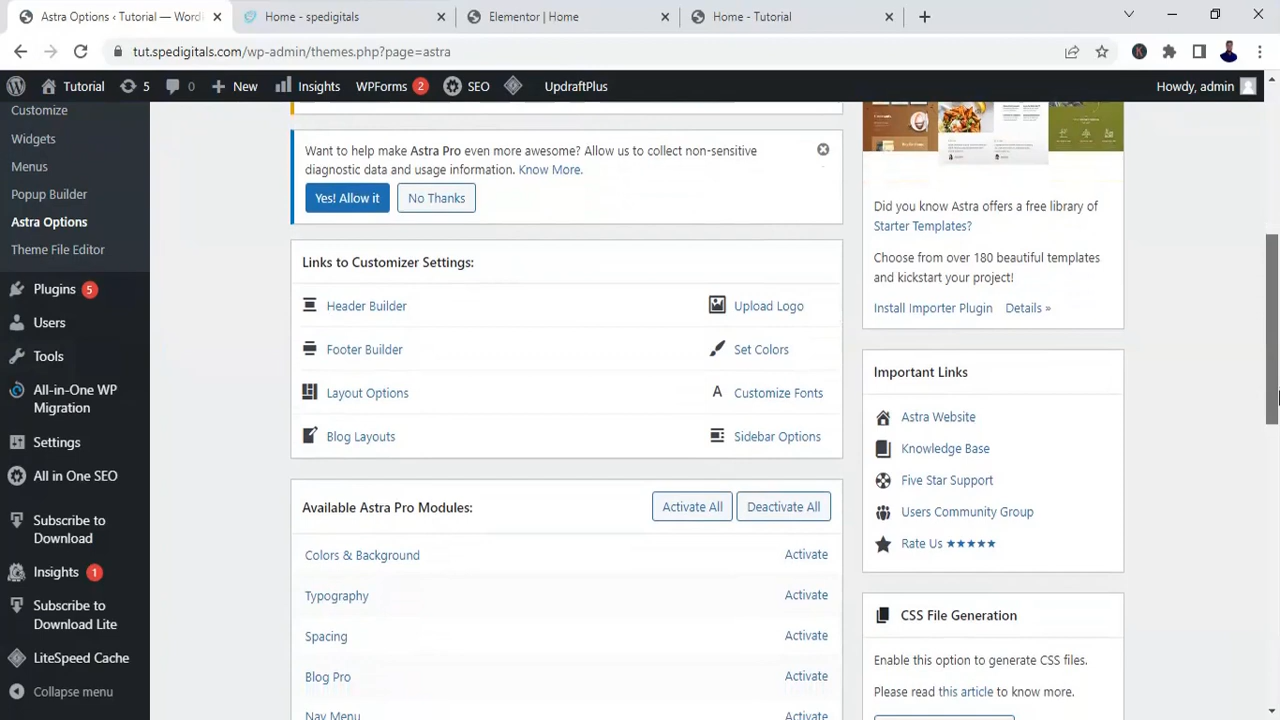 Astra Options ‹ Tutorial — Word
Home - spedigitals
Elementor | Home
Home - Tutorial
tut.spedigitals.com/wp-admin/themes.php?page=astra
K
Tutorial
5
0
New
Insights
WPForms 2
SEO
UpdraftPlus
Howdy, admin
Customize
Widgets
Menus
Popup Builder
Astra Options
Theme File Editor
Plugins 5
Users
Tools
All-in-One WP
Migration
Settings
All in One SEO
Subscribe to
Download
Insights 1
Subscribe to
Download Lite
LiteSpeed Cache
Collapse menu
Want to help make Astra Pro even more awesome? Allow us to collect non-sensitive
diagnostic data and usage information. Know More.
Yes! Allow it
No Thanks
Links to Customizer Settings:
Header Builder
Upload Logo
Footer Builder
Set Colors
Layout Options
Customize Fonts
Blog Layouts
Sidebar Options
Available Astra Pro Modules:
Activate All
Deactivate All
Colors & Background
Activate
Typography
Activate
Spacing
Activate
Blog Pro
Activate
Nav Menu
Activate
Did you know Astra offers a free library of
Starter Templates?
Choose from over 180 beautiful templates
and kickstart your project!
Install Importer Plugin
Details »
Important Links
Astra Website
Knowledge Base
Five Star Support
Users Community Group
Rate Us ★★★★★
CSS File Generation
Enable this option to generate CSS files.
Please read this article to know more.